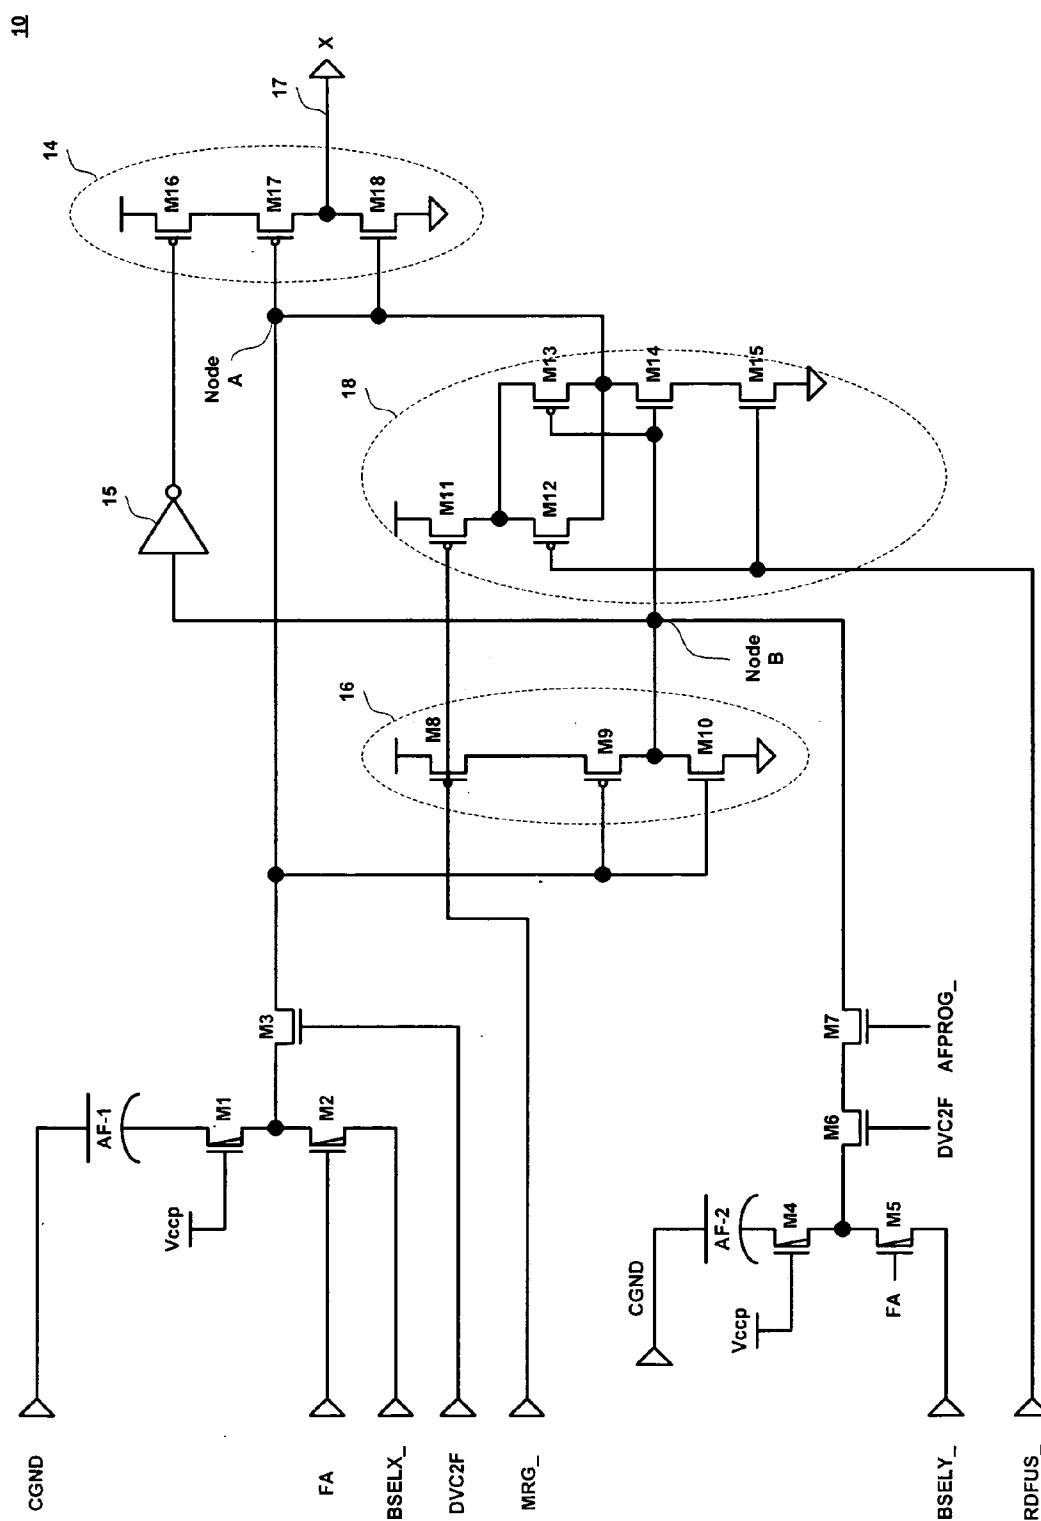 10
14
17
X
M16
M17
M18
Node
A
15
18
M11
M12
M13
M14
M15
Node
B
16
M8
M9
M10
M3
AF-1
M1
M2
Vccp
M7
AFPROG_
M6
DVC2F
CGND
AF-2
M4
M5
Vccp
FA
CGND
FA
BSELX_
DVC2F
MRG_
BSELY_
RDFUS_